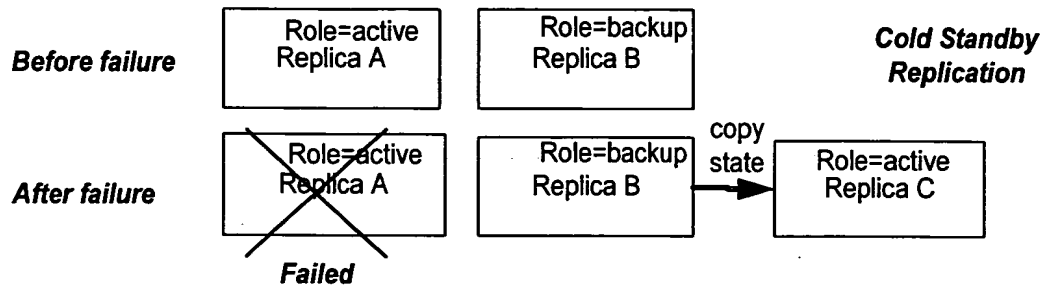 Before failure
Role=active
Replica A
Role=backup
Replica B
Cold Standby
Replication
After failure
Role=active
Replica A
Role=backup
Replica B
copy
state
Role=active
Replica C
Failed